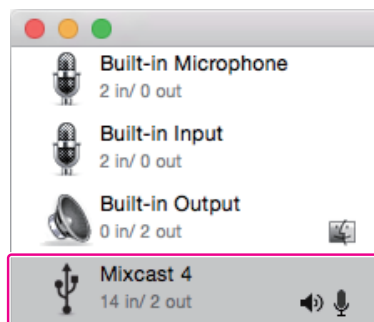 Built-in Microphone
2 in/ 0 out
Built-in Input
2 in/ 0 out
Built-in Output
0 in/ 2 out
Mixcast 4
14 in/ 2 out